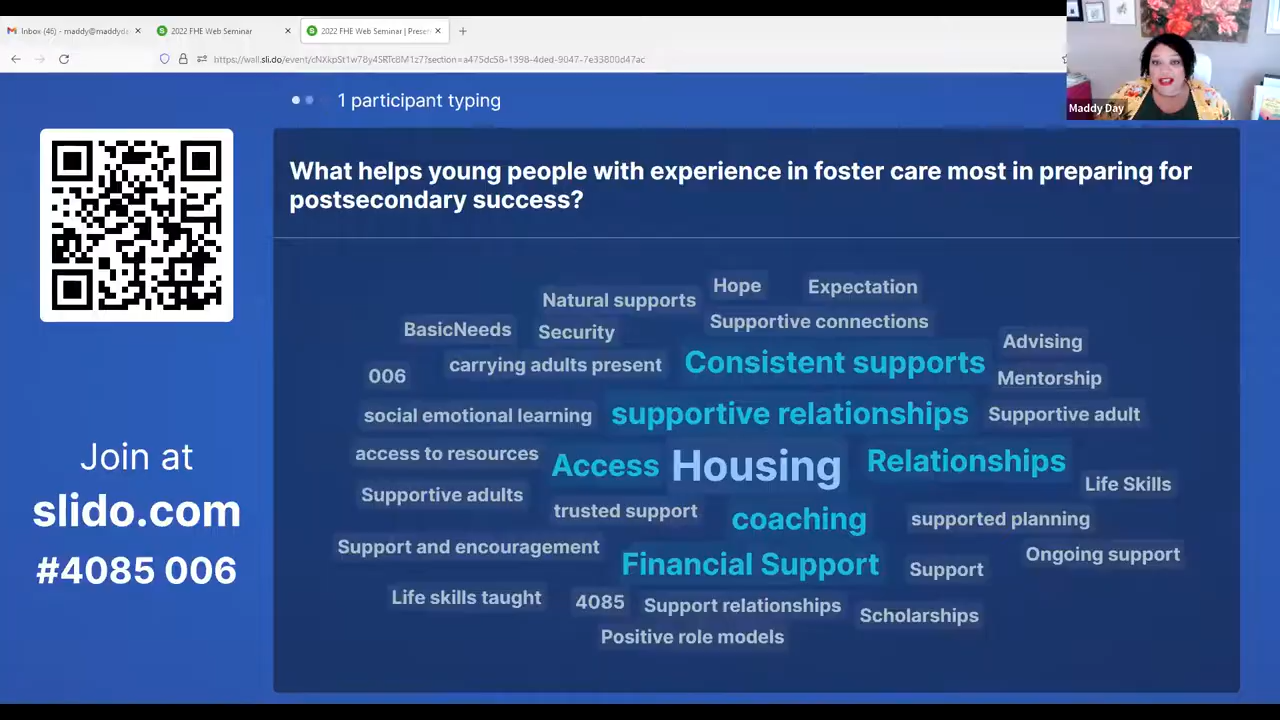 Inbox (46) - maddy@maddyda
2022 FHE Web Seminar
2022 FHE Web Seminar | Presen
1 participant typing
Maddy Day
What helps young people with experience in foster care most in preparing for
postsecondary success?
Hope
Expectation
Natural supports
BasicNeeds
Security
Supportive connections
Advising
006
carrying adults present
Consistent supports
Mentorship
social emotional learning
supportive relationships
Supportive adult
access to resources
Access
Housing
Relationships
Supportive adults
trusted support
Life Skills
coaching
supported planning
Support and encouragement
Financial Support
Support
Ongoing support
Life skills taught
4085
Support relationships
Scholarships
Positive role models
Join at
slido.com
#4085 006